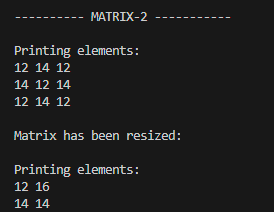 ---------- MATRIX-2 -----------
Printing elements:
12 14 12
14 12 14
12 14 12
Matrix has been resized:
Printing elements:
12 16
14 14